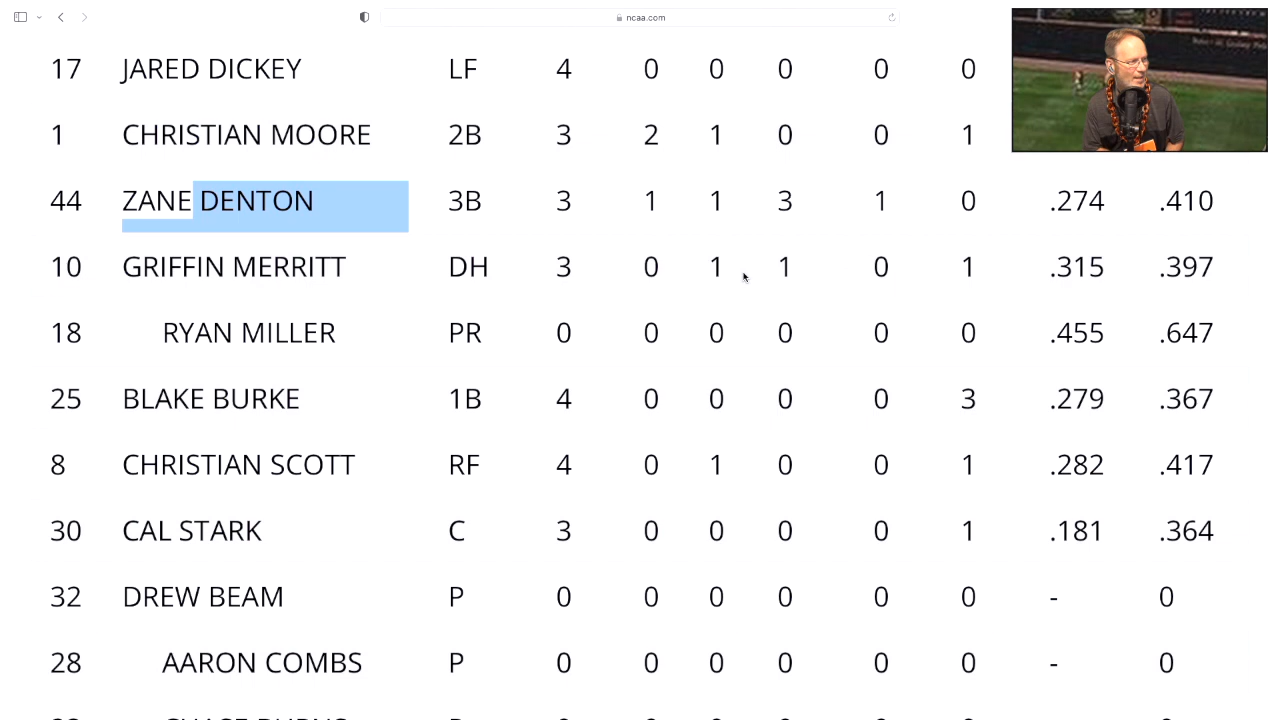 ncaa.com
17 JARED DICKEY LF 4 0 0 0 0 0
1 CHRISTIAN MOORE 2B 3 2 1 0 0 1
44 ZANE DENTON 3B 3 1 1 3 1 0 .274 .410
10 GRIFFIN MERRITT DH 3 0 1 1 0 1 .315 .397
18 RYAN MILLER PR 0 0 0 0 0 0 .455 .647
25 BLAKE BURKE 1B 4 0 0 0 0 3 .279 .367
8 CHRISTIAN SCOTT RF 4 0 1 0 0 1 .282 .417
30 CAL STARK C 3 0 0 0 0 1 .181 .364
32 DREW BEAM P 0 0 0 0 0 0 - 0
28 AARON COMBS P 0 0 0 0 0 0 - 0